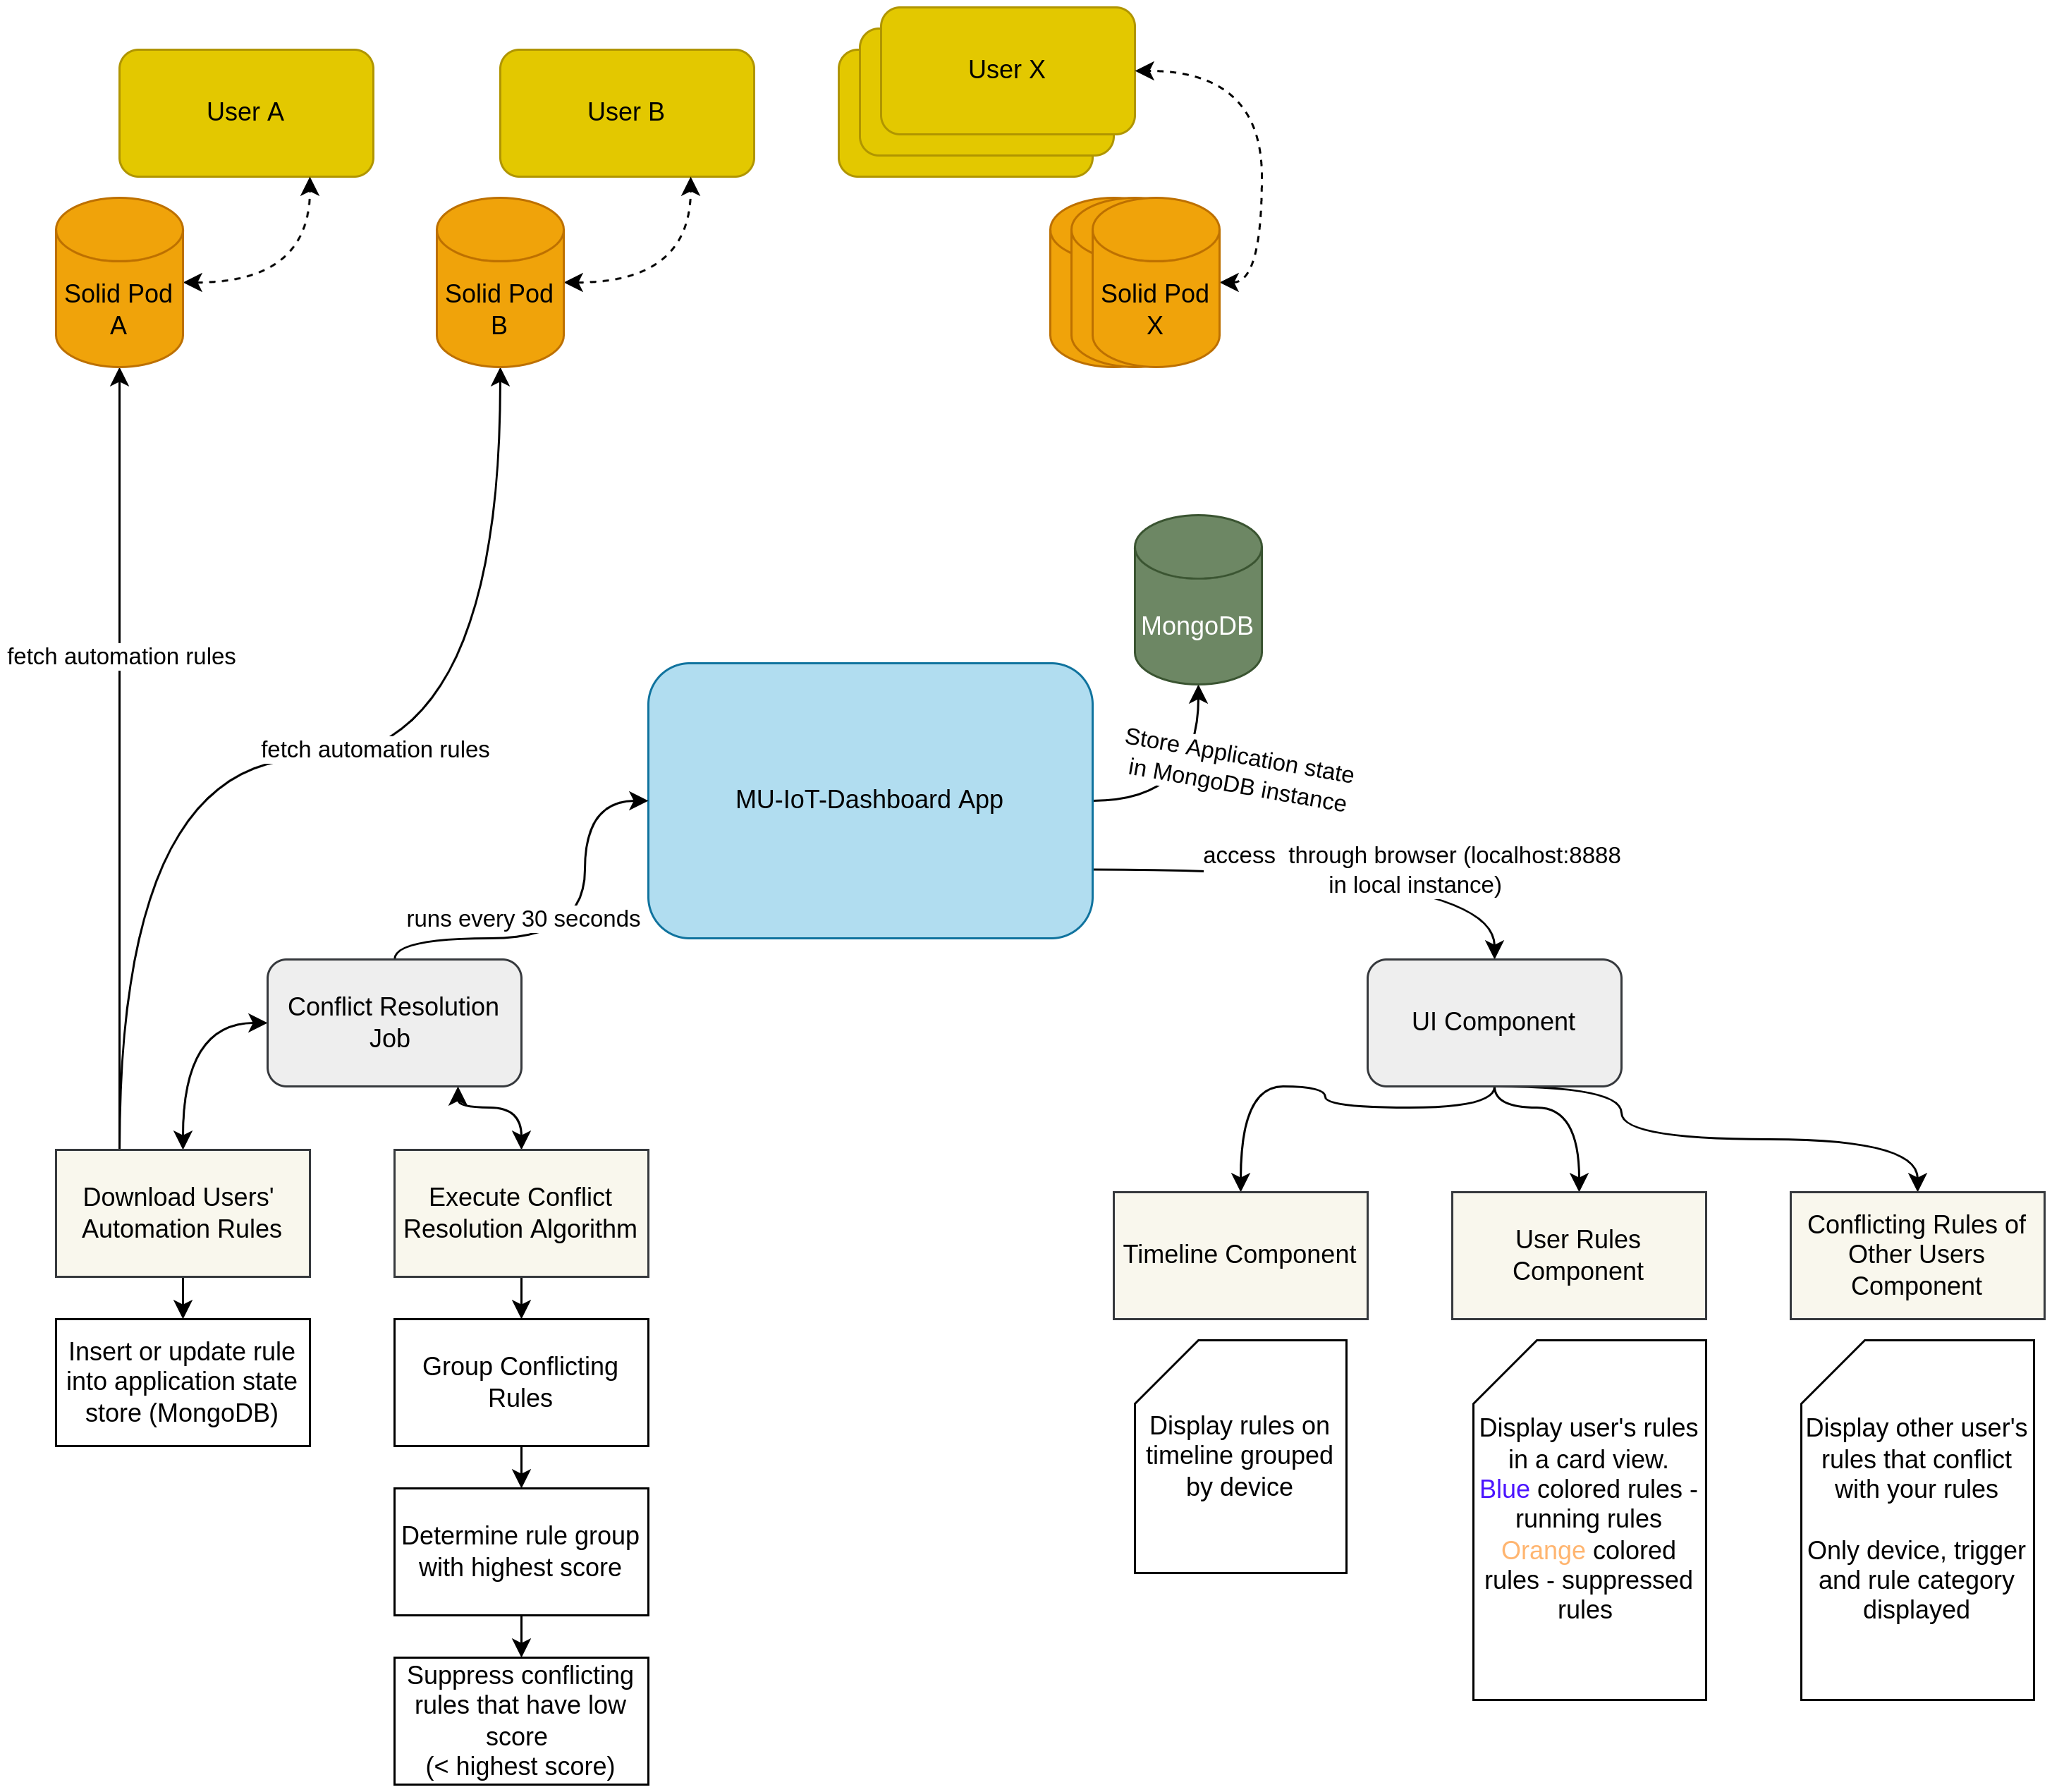 User X
User A
User B
Solid Pod
A
Solid Pod
B
Solid Pod
X
MongoDB
fetch automation rules
fetch automation rules
Store Application state
in MongoDB instance
MU-IoT-Dashboard App
access  through browser (localhost:8888
in local instance)
runs every 30 seconds
Conflict Resolution
Job
UI Component
Download Users'
Automation Rules
Execute Conflict
Resolution Algorithm
Timeline Component
User Rules
Component
Conflicting Rules of
Other Users
Component
Insert or update rule
into application state
store (MongoDB)
Group Conflicting
Rules
Determine rule group
with highest score
Suppress conflicting
rules that have low
score
(< highest score)
Display rules on
timeline grouped
by device
Display user's rules
in a card view.
Blue colored rules -
running rules
Orange colored
rules - suppressed
rules
Display other user's
rules that conflict
with your rules
Only device, trigger
and rule category
displayed